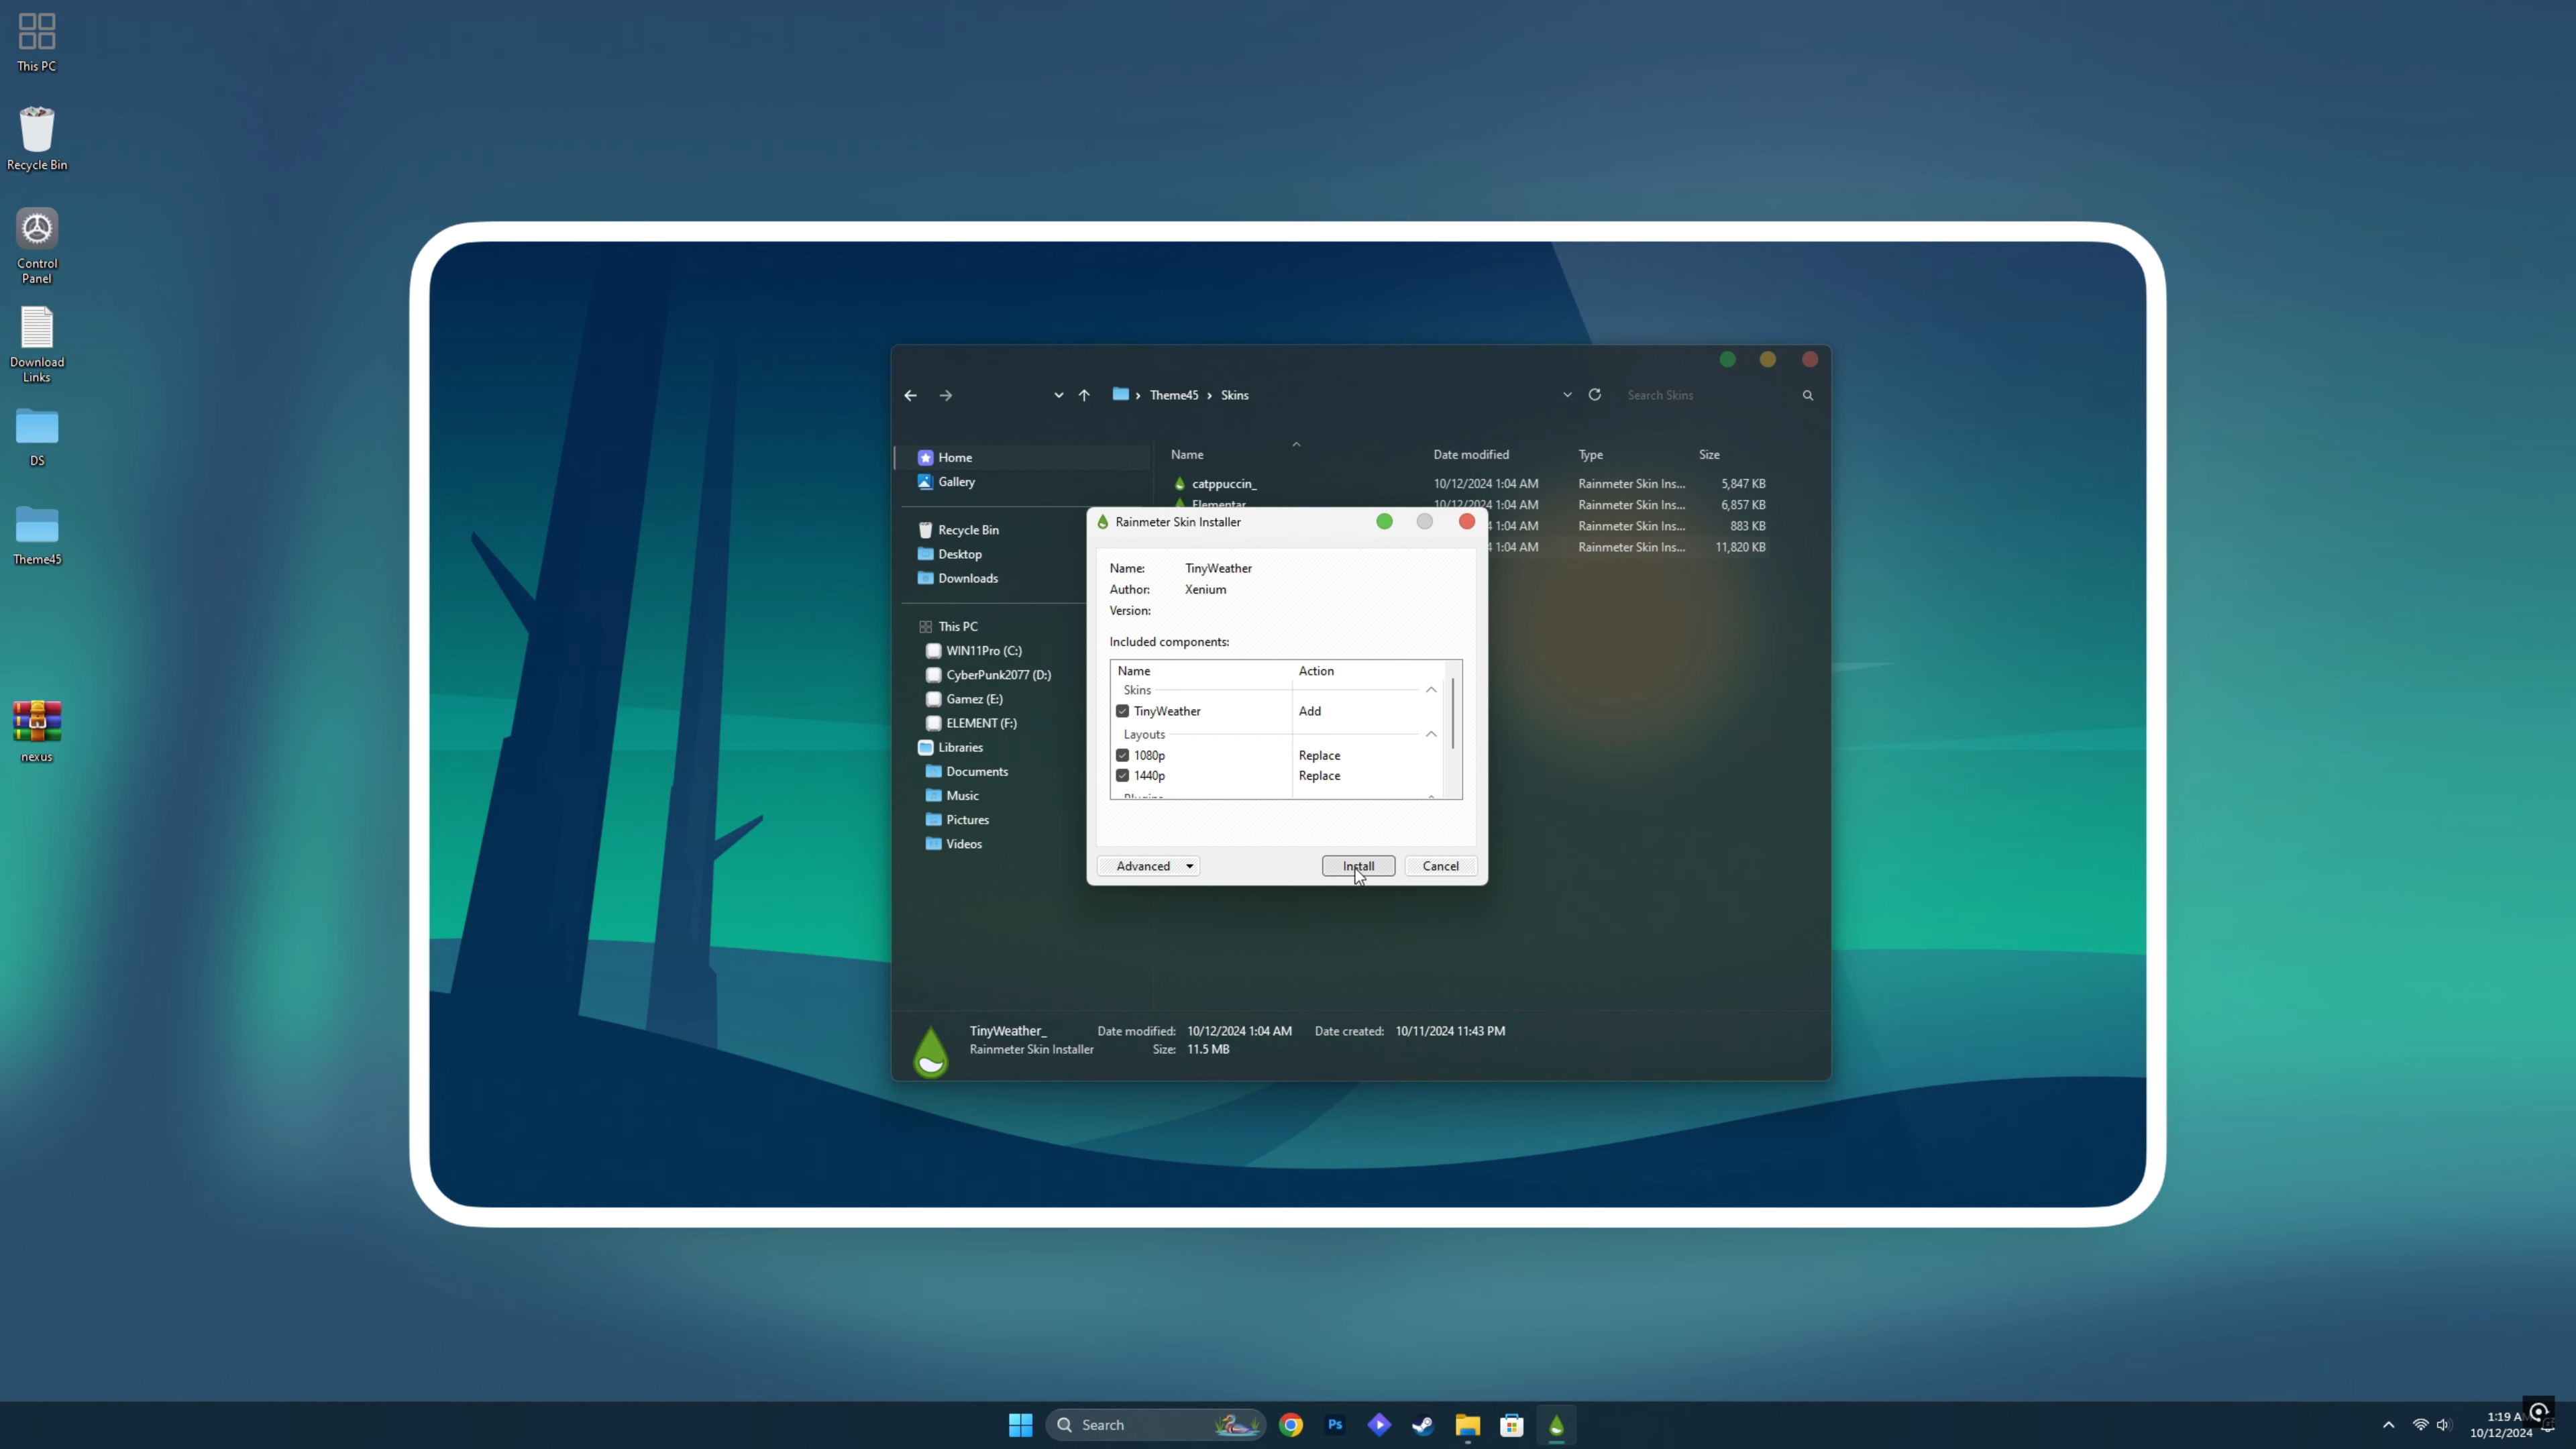 This PC
Recycle Bin
Control
Panel
Download
Links
DS
Theme45
nexus
Theme45 › Skins
Search Skins
Home
Gallery
Recycle Bin
Desktop
Downloads
This PC
WIN11Pro (C:)
CyberPunk2077 (D:)
Gamez (E:)
ELEMENT (F:)
Libraries
Documents
Music
Pictures
Videos
Name Date modified Type Size
catppuccin_ 10/12/2024 1:04 AM Rainmeter Skin Ins... 5,847 KB
Elementar 10/12/2024 1:04 AM Rainmeter Skin Ins... 6,857 KB
1:04 AM Rainmeter Skin Ins... 883 KB
1:04 AM Rainmeter Skin Ins... 11,820 KB
Rainmeter Skin Installer
Name: TinyWeather
Author: Xenium
Version:
Included components:
Name Action
Skins
TinyWeather Add
Layouts
1080p Replace
1440p Replace
Plugins
Advanced Install Cancel
TinyWeather_ Date modified: 10/12/2024 1:04 AM Date created: 10/11/2024 11:43 PM
Rainmeter Skin Installer Size: 11.5 MB
Search
Ps
1:19 A
10/12/2024